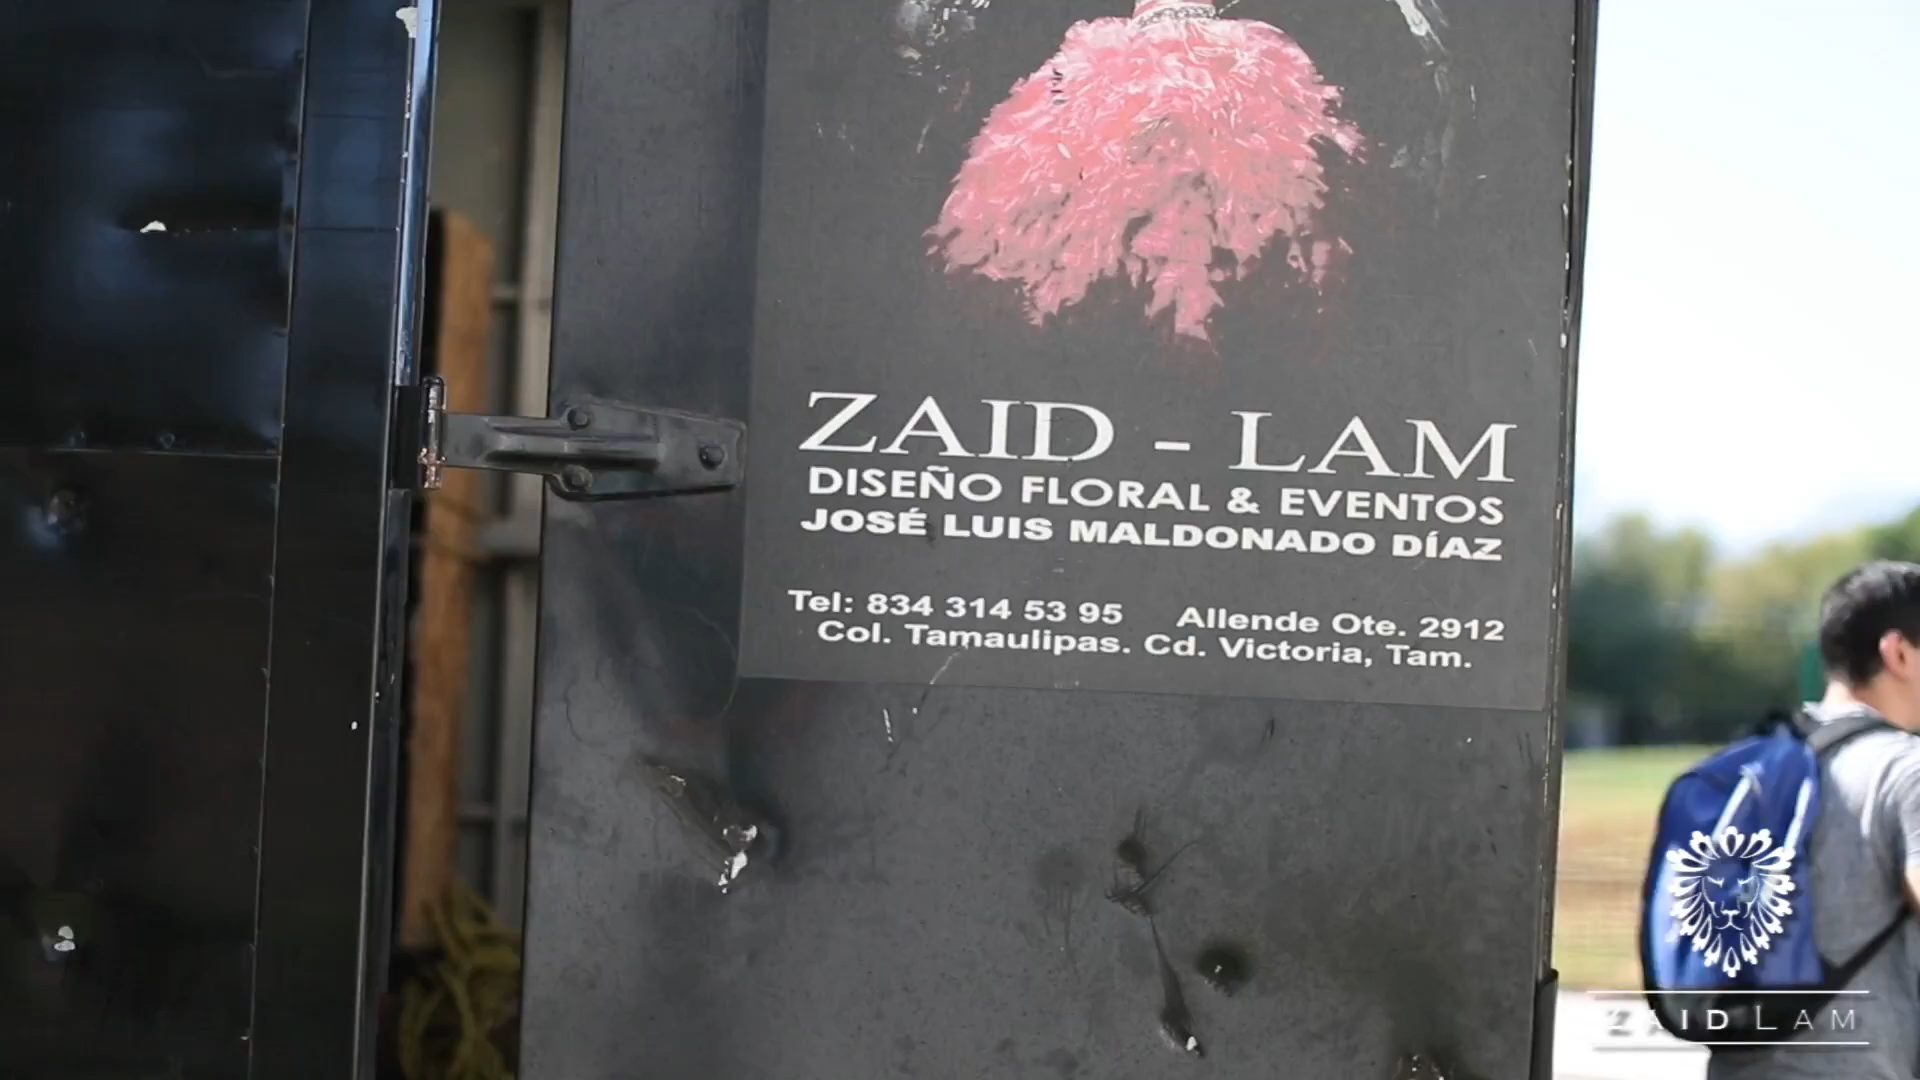 ZAID - LAM
DISEÑO FLORAL & EVENTOS
JOSÉ LUIS MALDONADO DÍAZ
Tel: 834 314 53 95 Allende Ote. 2912
Col. Tamaulipas. Cd. Victoria, Tam.
ZAID LAM